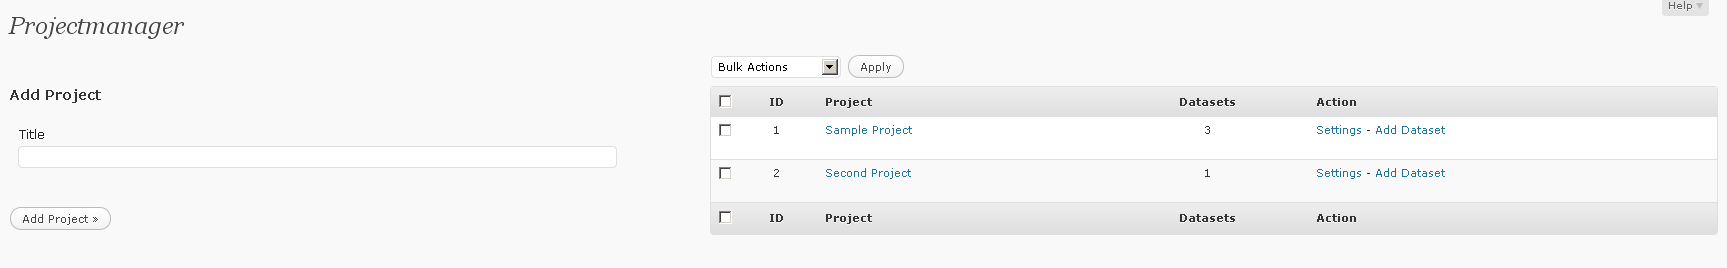 Help
Projectmanager
Bulk Actions Apply
Add Project
ID Project Datasets Action
Title
1 Sample Project 3 Settings - Add Dataset
2 Second Project 1 Settings - Add Dataset
Add Project »
ID Project Datasets Action